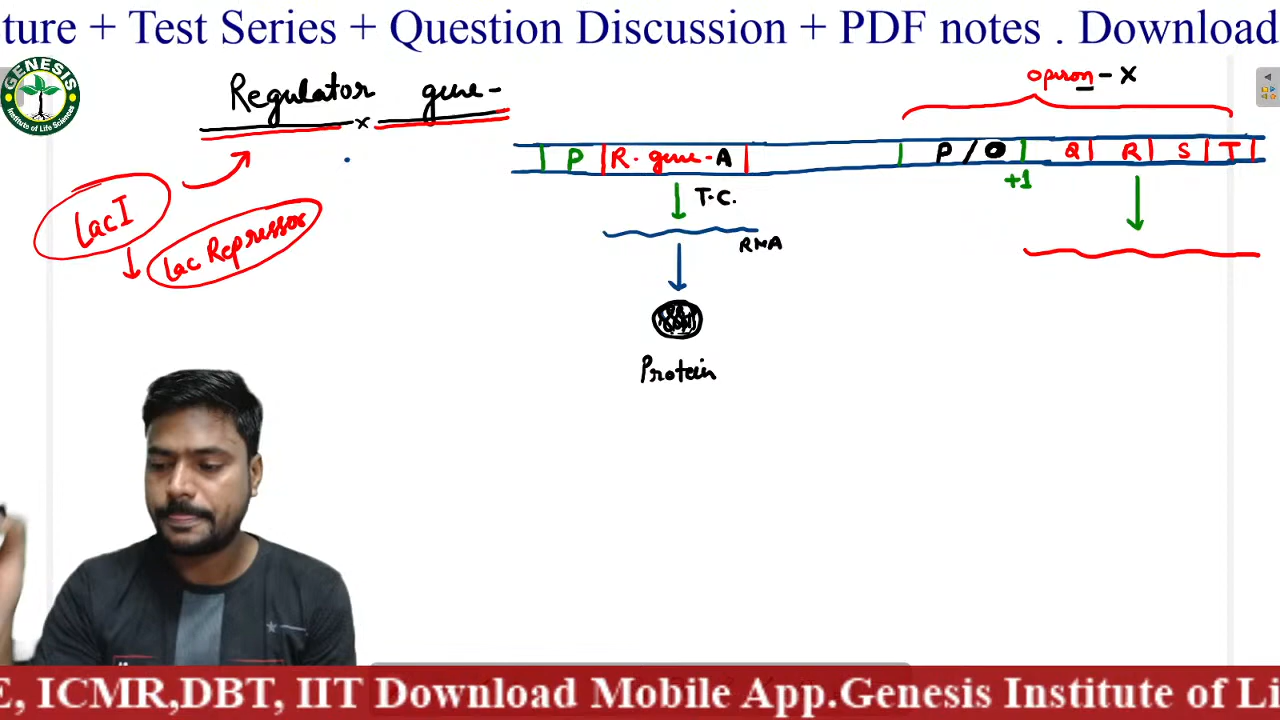 ture + Test Series + Question Discussion + PDF notes . Download
GENESIS
Institute of Life Sciences
Regulator gene-
x
operon - X
P R. gene-A P/O Q R S T
+1
T.C.
LacI
Lac Repressor
RNA
Protein
E, ICMR,DBT, IIT Download Mobile App.Genesis Institute of Li